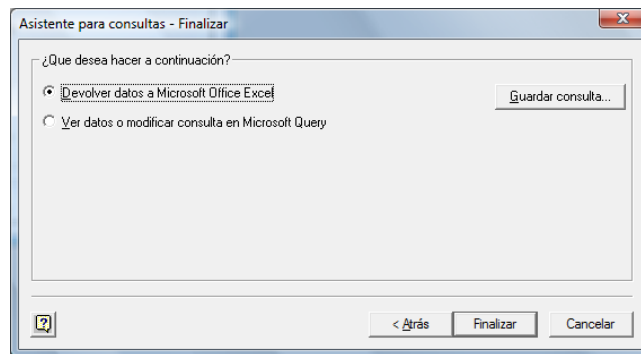 Asistente para consultas - Finalizar
¿Que desea hacer a continuación?
Devolver datos a Microsoft Office Excel
Guardar consulta...
Ver datos o modificar consulta en Microsoft Query
?
< Atrás
Finalizar
Cancelar